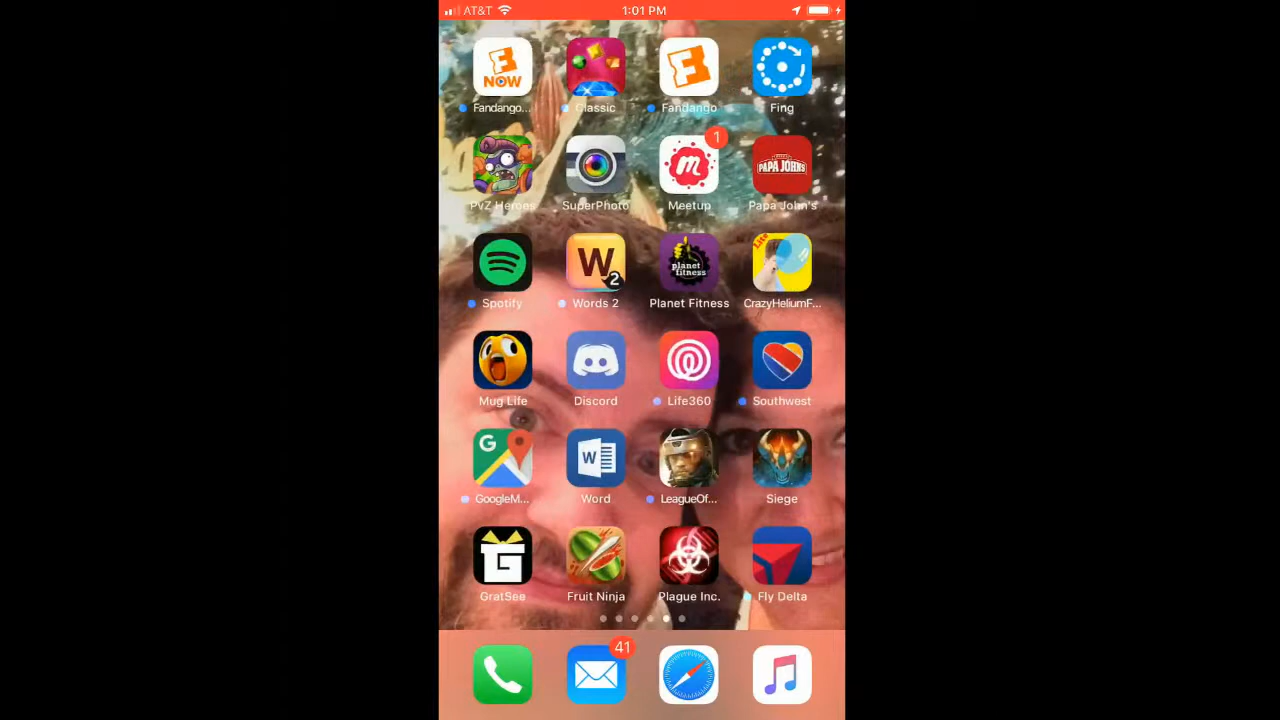 AT&T 1:01 PM
NOW
Fandango... Classic Fandango Fing
1
m PAPA JOHN'S
PvZ Heroes SuperPhoto Meetup Papa John's
Lite
W 2 planet fitness
Spotify Words 2 Planet Fitness CrazyHeliumF...
Mug Life Discord Life360 Southwest
G W
GoogleM... Word LeagueOf... Siege
G
GratSee Fruit Ninja Plague Inc. Fly Delta
41